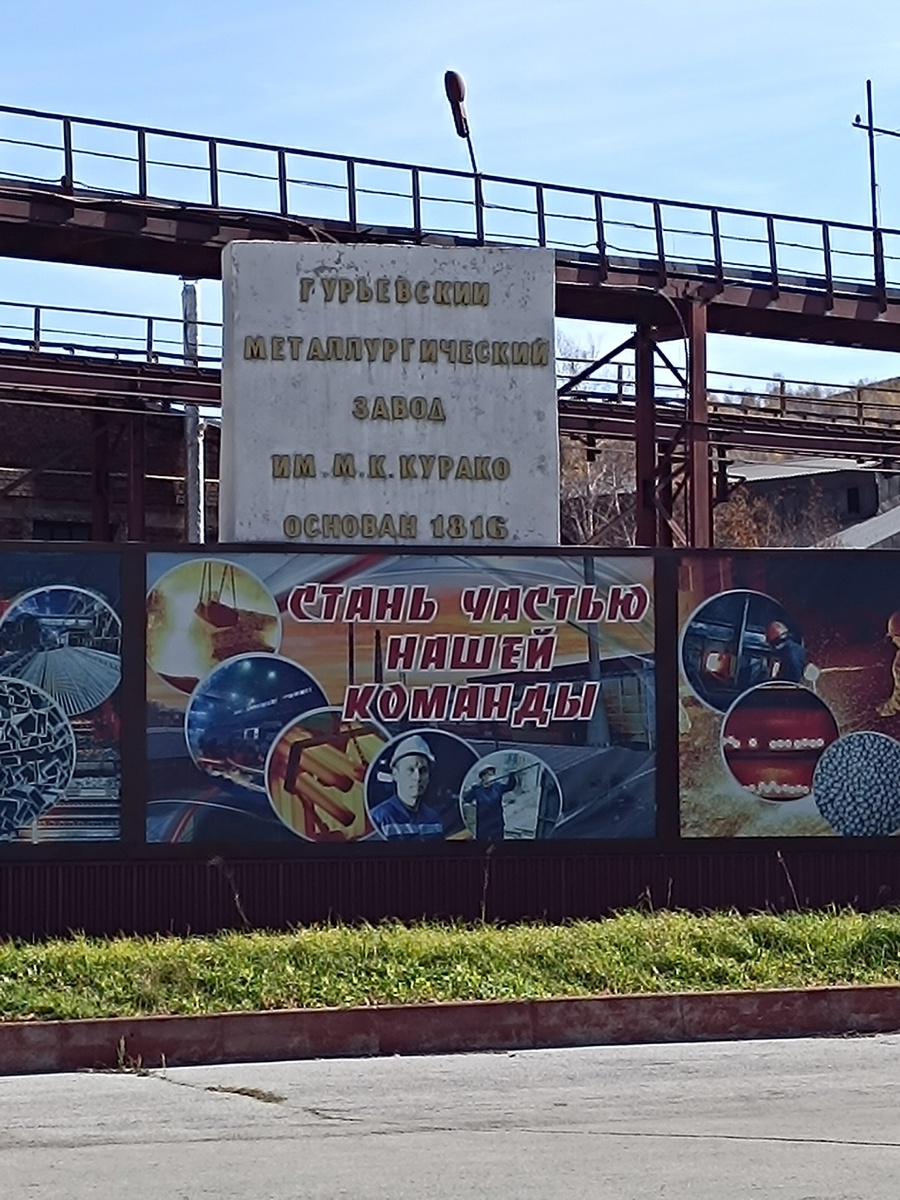 ГУРЬЕВСКИЙ
МЕТАЛЛУРГИЧЕСКИЙ
ЗАВОД
ИМ.М.К.КУРАКО
ОСНОВАН 1816
СТАНЬ ЧАСТЬЮ
НАШЕЙ
КОМАНДЫ